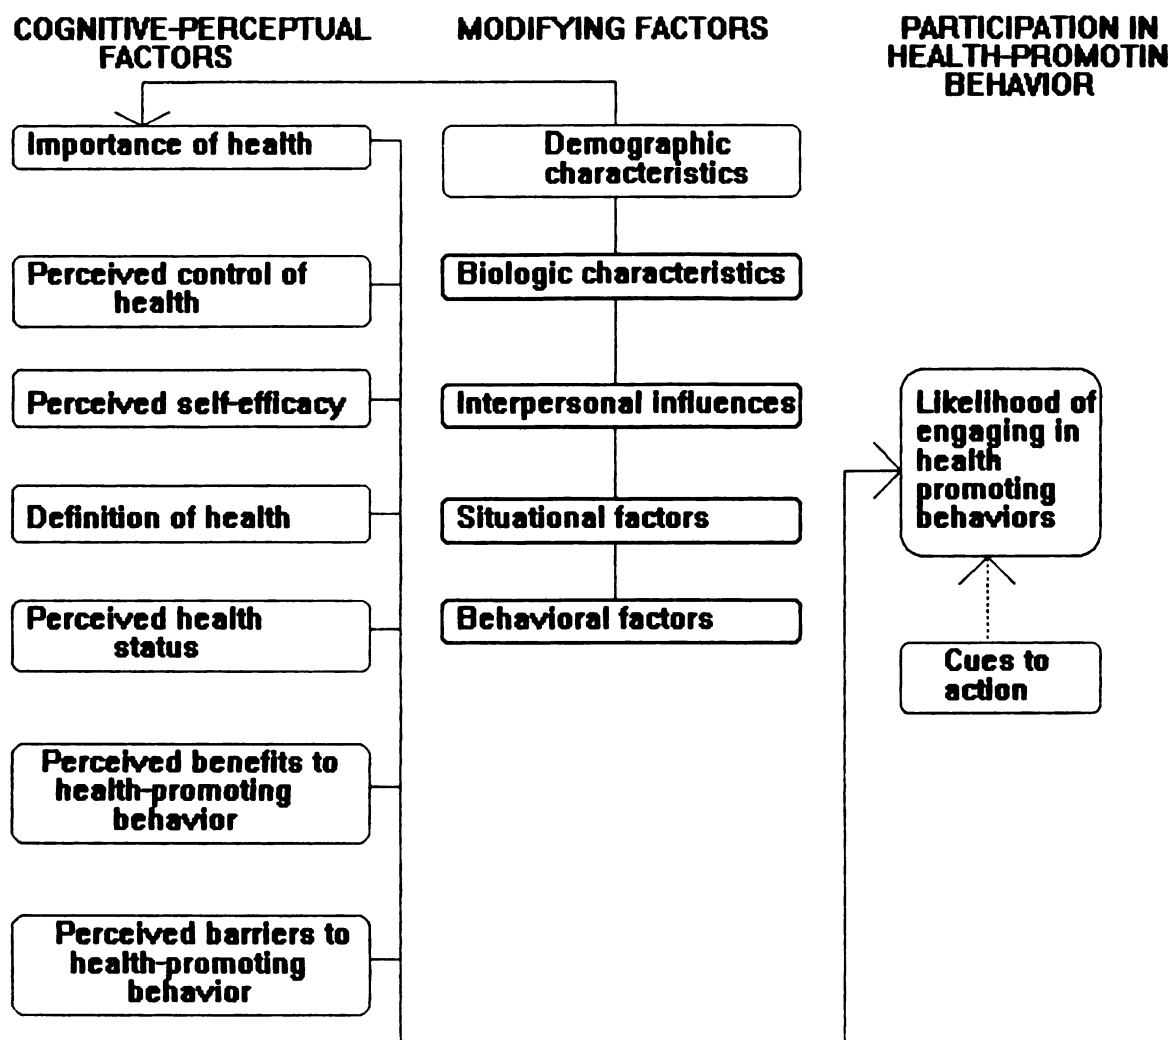 COGNITIVE-PERCEPTUAL
FACTORS
Importance of health
Perceived control of
health
Perceived self-efficacy
Definition of health
Perceived health
status
Perceived benefits to
health-promoting
behavior
Perceived barriers to
health-promoting
behavior
MODIFYING FACTORS
Demographic
characteristics
Biologic characteristics
Interpersonal influences
Situational factors
Behavioral factors
PARTICIPATION IN
HEALTH-PROMOTIN
BEHAVIOR
Likelihood of
engaging in
health
promoting
behaviors
Cues to
action